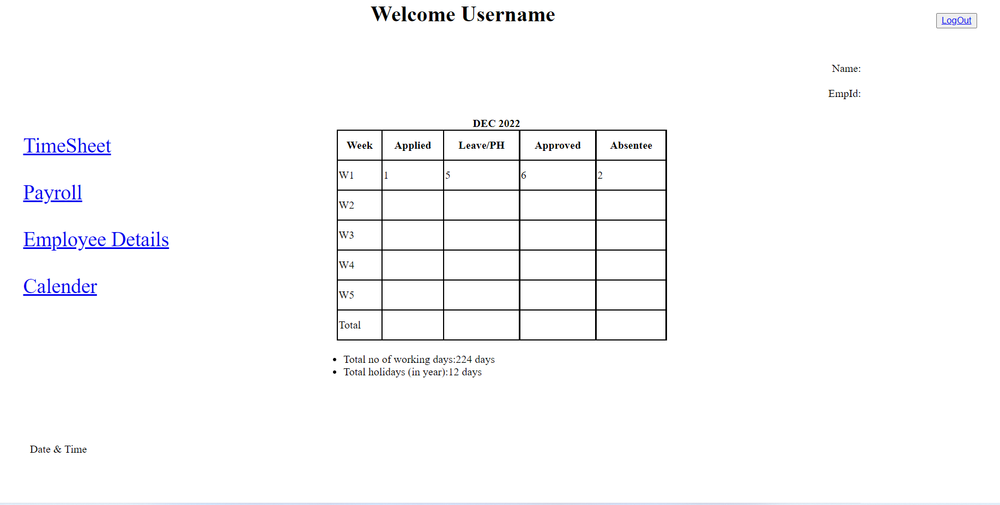 Welcome Username
LogOut
Name:
EmpId:
TimeSheet
Payroll
Employee Details
Calender
DEC 2022
Week Applied Leave/PH Approved Absentee
W1 1 5 6 2
W2
W3
W4
W5
Total
Total no of working days:224 days
Total holidays (in year):12 days
Date & Time